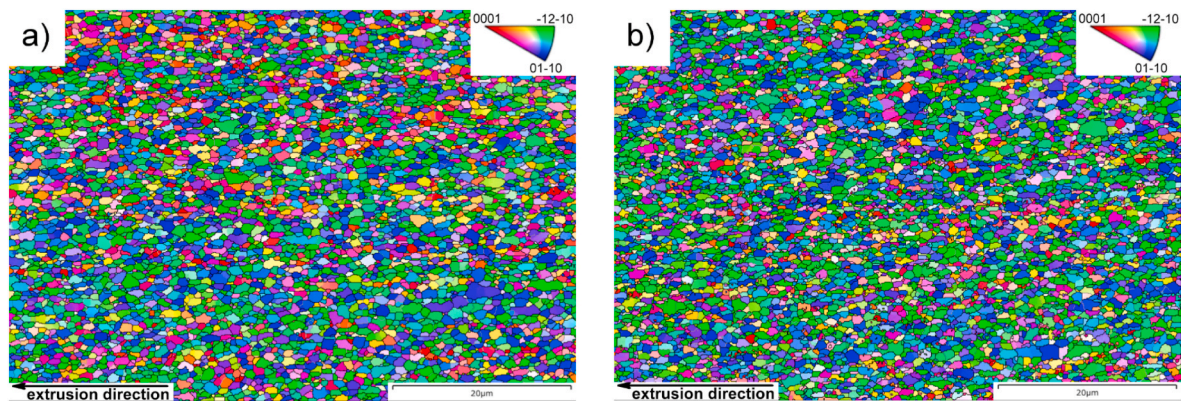 a)
0001 -12-10
01-10
extrusion direction
20μm
b)
0001 -12-10
01-10
extrusion direction
20μm